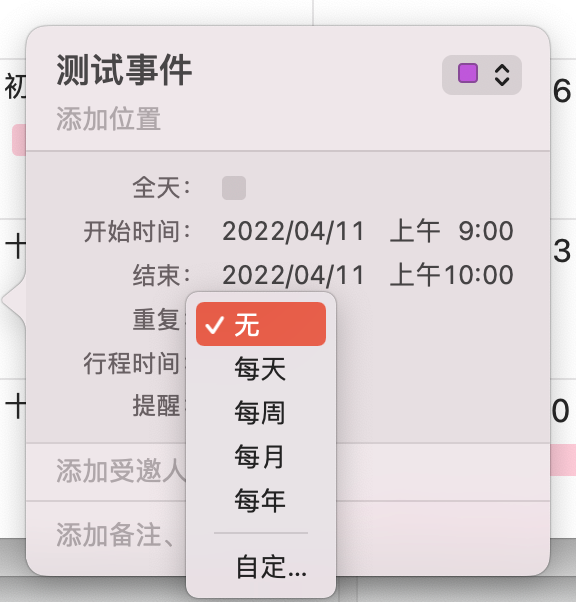 测试事件
添加位置
初
6
全天:
开始时间: 2022/04/11 上午 9:00
十
3
结束: 2022/04/11 上午10:00
重复:
无
行程时间:
每天
提醒:
每周
十
0
每月
添加受邀人
每年
添加备注、
自定...